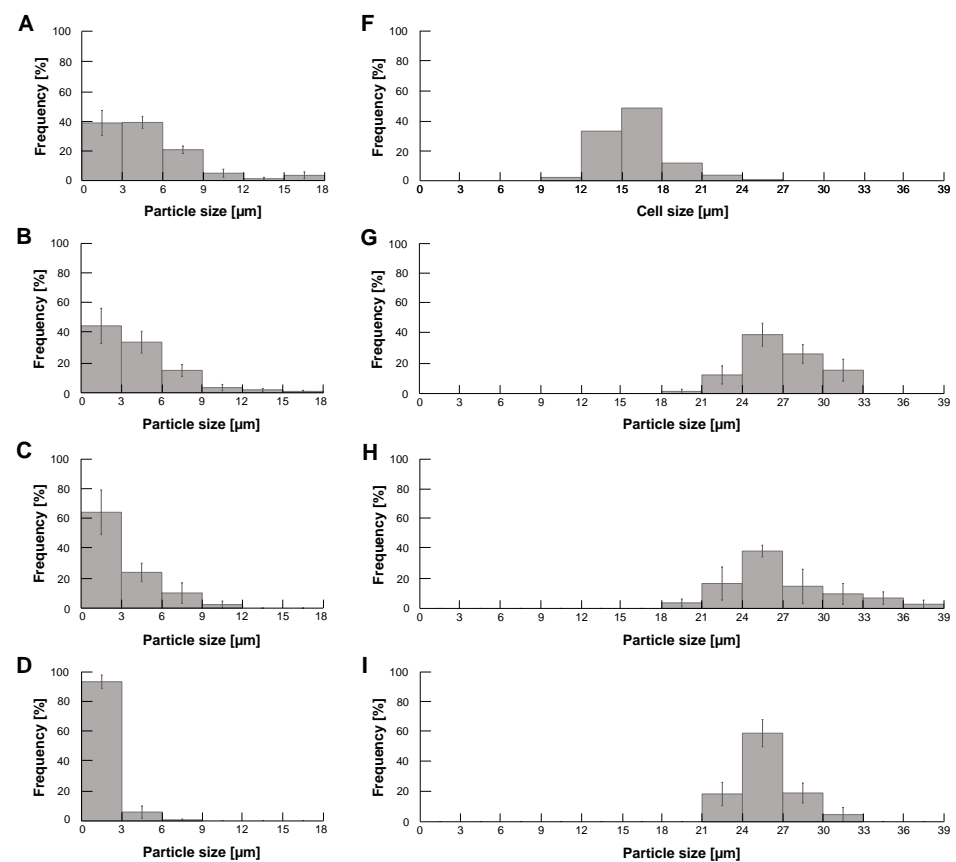 A
Frequency [%]
100
80
60
40
20
0
0 3 6 9 12 15 18
Particle size [µm]
F
Frequency [%]
100
80
60
40
20
0
0 3 6 9 12 15 18 21 24 27 30 33 36 39
Cell size [µm]
B
Frequency [%]
100
80
60
40
20
0
0 3 6 9 12 15 18
Particle size [µm]
G
Frequency [%]
100
80
60
40
20
0
0 3 6 9 12 15 18 21 24 27 30 33 36 39
Particle size [µm]
C
Frequency [%]
100
80
60
40
20
0
0 3 6 9 12 15 18
Particle size [µm]
H
Frequency [%]
100
80
60
40
20
0
0 3 6 9 12 15 18 21 24 27 30 33 36 39
Particle size [µm]
D
Frequency [%]
100
80
60
40
20
0
0 3 6 9 12 15 18
Particle size [µm]
I
Frequency [%]
100
80
60
40
20
0
0 3 6 9 12 15 18 21 24 27 30 33 36 39
Particle size [µm]